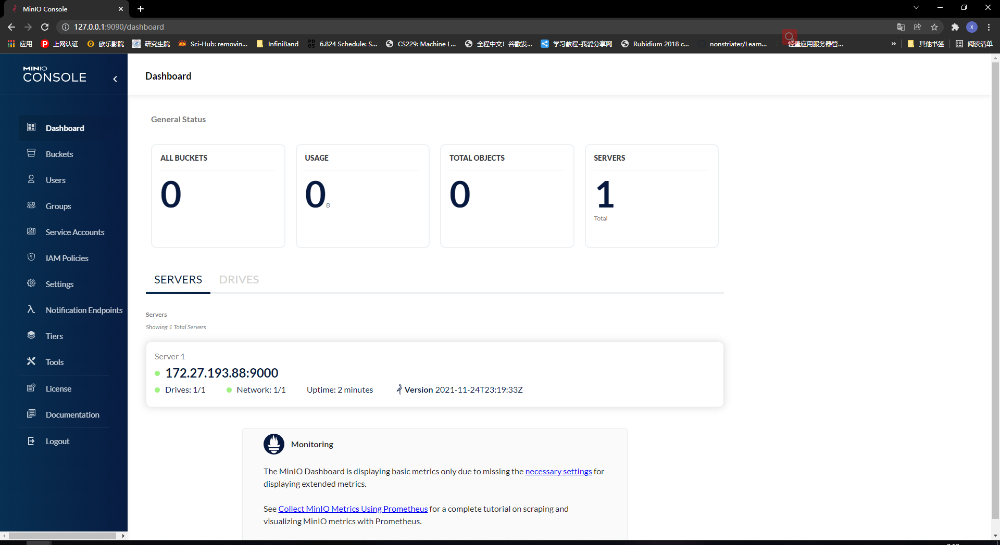 MinIO Console
127.0.0.1:9090/dashboard
应用
上网认证
欧乐影院
研究生院
Sci-Hub: removin...
InfiniBand
6.824 Schedule: S...
CS229: Machine L...
全程中文！谷歌发...
学习教程-我爱分享网
Rubidium 2018 c...
nonstriater/Learn...
轻量应用服务器管...
»
其他书签
阅读清单
X
MINIO
CONSOLE
Dashboard
Buckets
Users
Groups
Service Accounts
IAM Policies
Settings
Notification Endpoints
Tiers
Tools
License
Documentation
Logout
Dashboard
General Status
ALL BUCKETS
0
USAGE
0 B
TOTAL OBJECTS
0
SERVERS
1
Total
SERVERS DRIVES
Servers
Showing 1 Total Servers
Server 1
172.27.193.88:9000
Drives: 1/1 Network: 1/1 Uptime: 2 minutes Version 2021-11-24T23:19:33Z
Monitoring
The MinIO Dashboard is displaying basic metrics only due to missing the necessary settings for
displaying extended metrics.
See Collect MinIO Metrics Using Prometheus for a complete tutorial on scraping and
visualizing MinIO metrics with Prometheus.